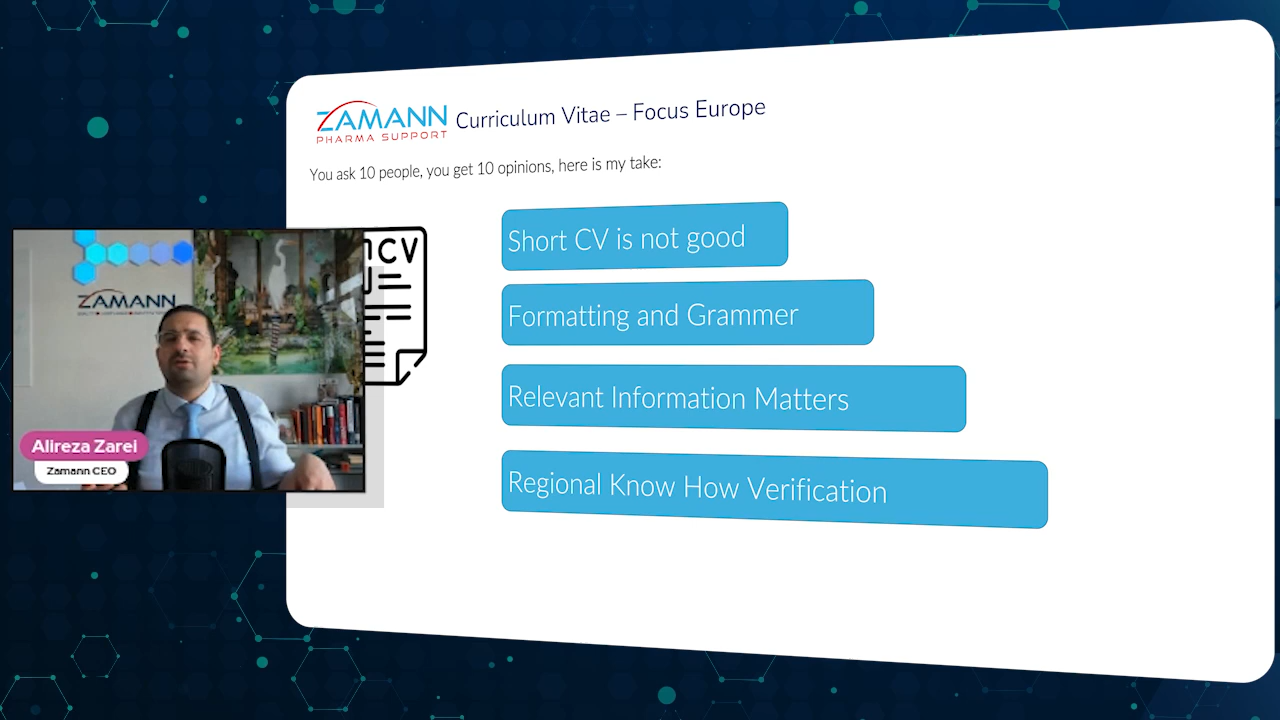 ZAMANN
PHARMA SUPPORT
Curriculum Vitae – Focus Europe
You ask 10 people, you get 10 opinions, here is my take:
CV
Short CV is not good
Formatting and Grammer
Relevant Information Matters
Regional Know How Verification
ZAMANN
Alireza Zarei
Zamann CEO